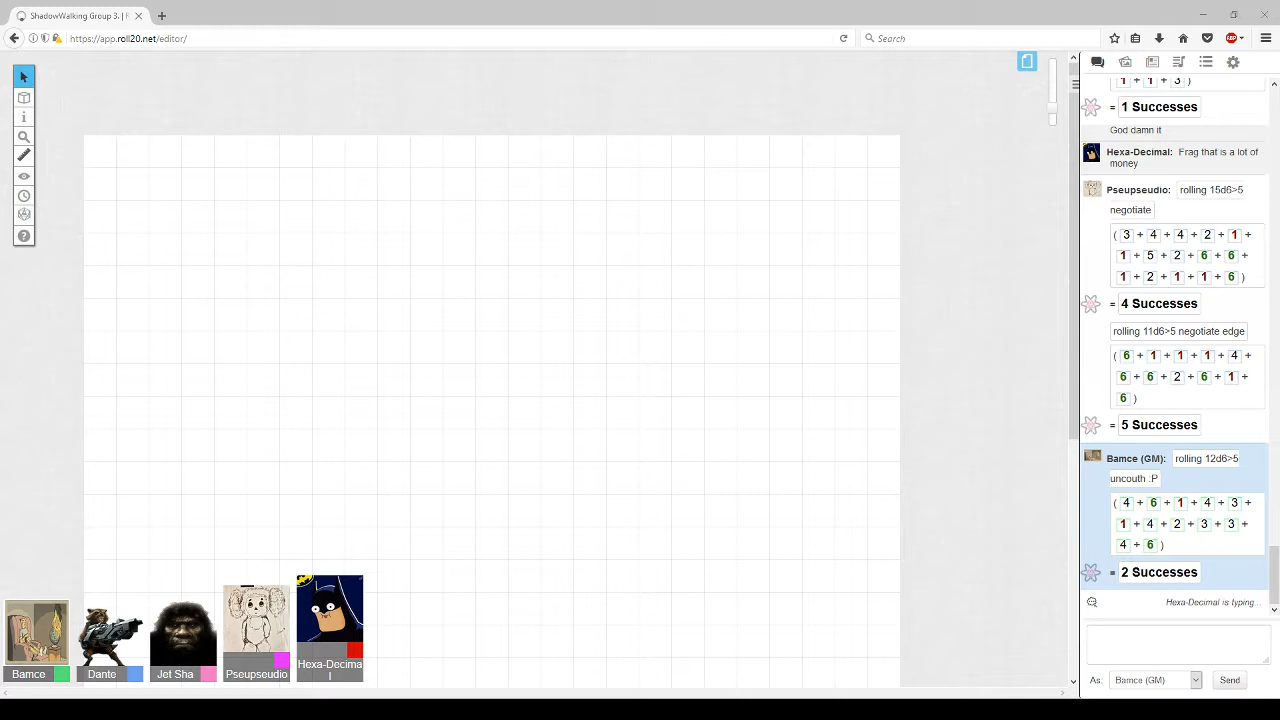 ShadowWalking Group 3. | R
https://app.roll20.net/editor/
Search
ABP
1 + 1 + 3 )
= 1 Successes
God damn it
Hexa-Decimal: Frag that is a lot of
money
Pseupseudio: rolling 15d6>5
negotiate
( 3 + 4 + 4 + 2 + 1 +
1 + 5 + 2 + 6 + 6 +
1 + 2 + 1 + 1 + 6 )
= 4 Successes
rolling 11d6>5 negotiate edge
( 6 + 1 + 1 + 1 + 4 +
6 + 6 + 2 + 6 + 1 +
6 )
= 5 Successes
Bamce (GM): rolling 12d6>5
uncouth :P
( 4 + 6 + 1 + 4 + 3 +
1 + 4 + 2 + 3 + 3 +
4 + 6 )
= 2 Successes
Hexa-Decimal is typing...
As: Bamce (GM) Send
Bamce
Dante
Jet Sha
Pseupseudio
Hexa-Decima
l